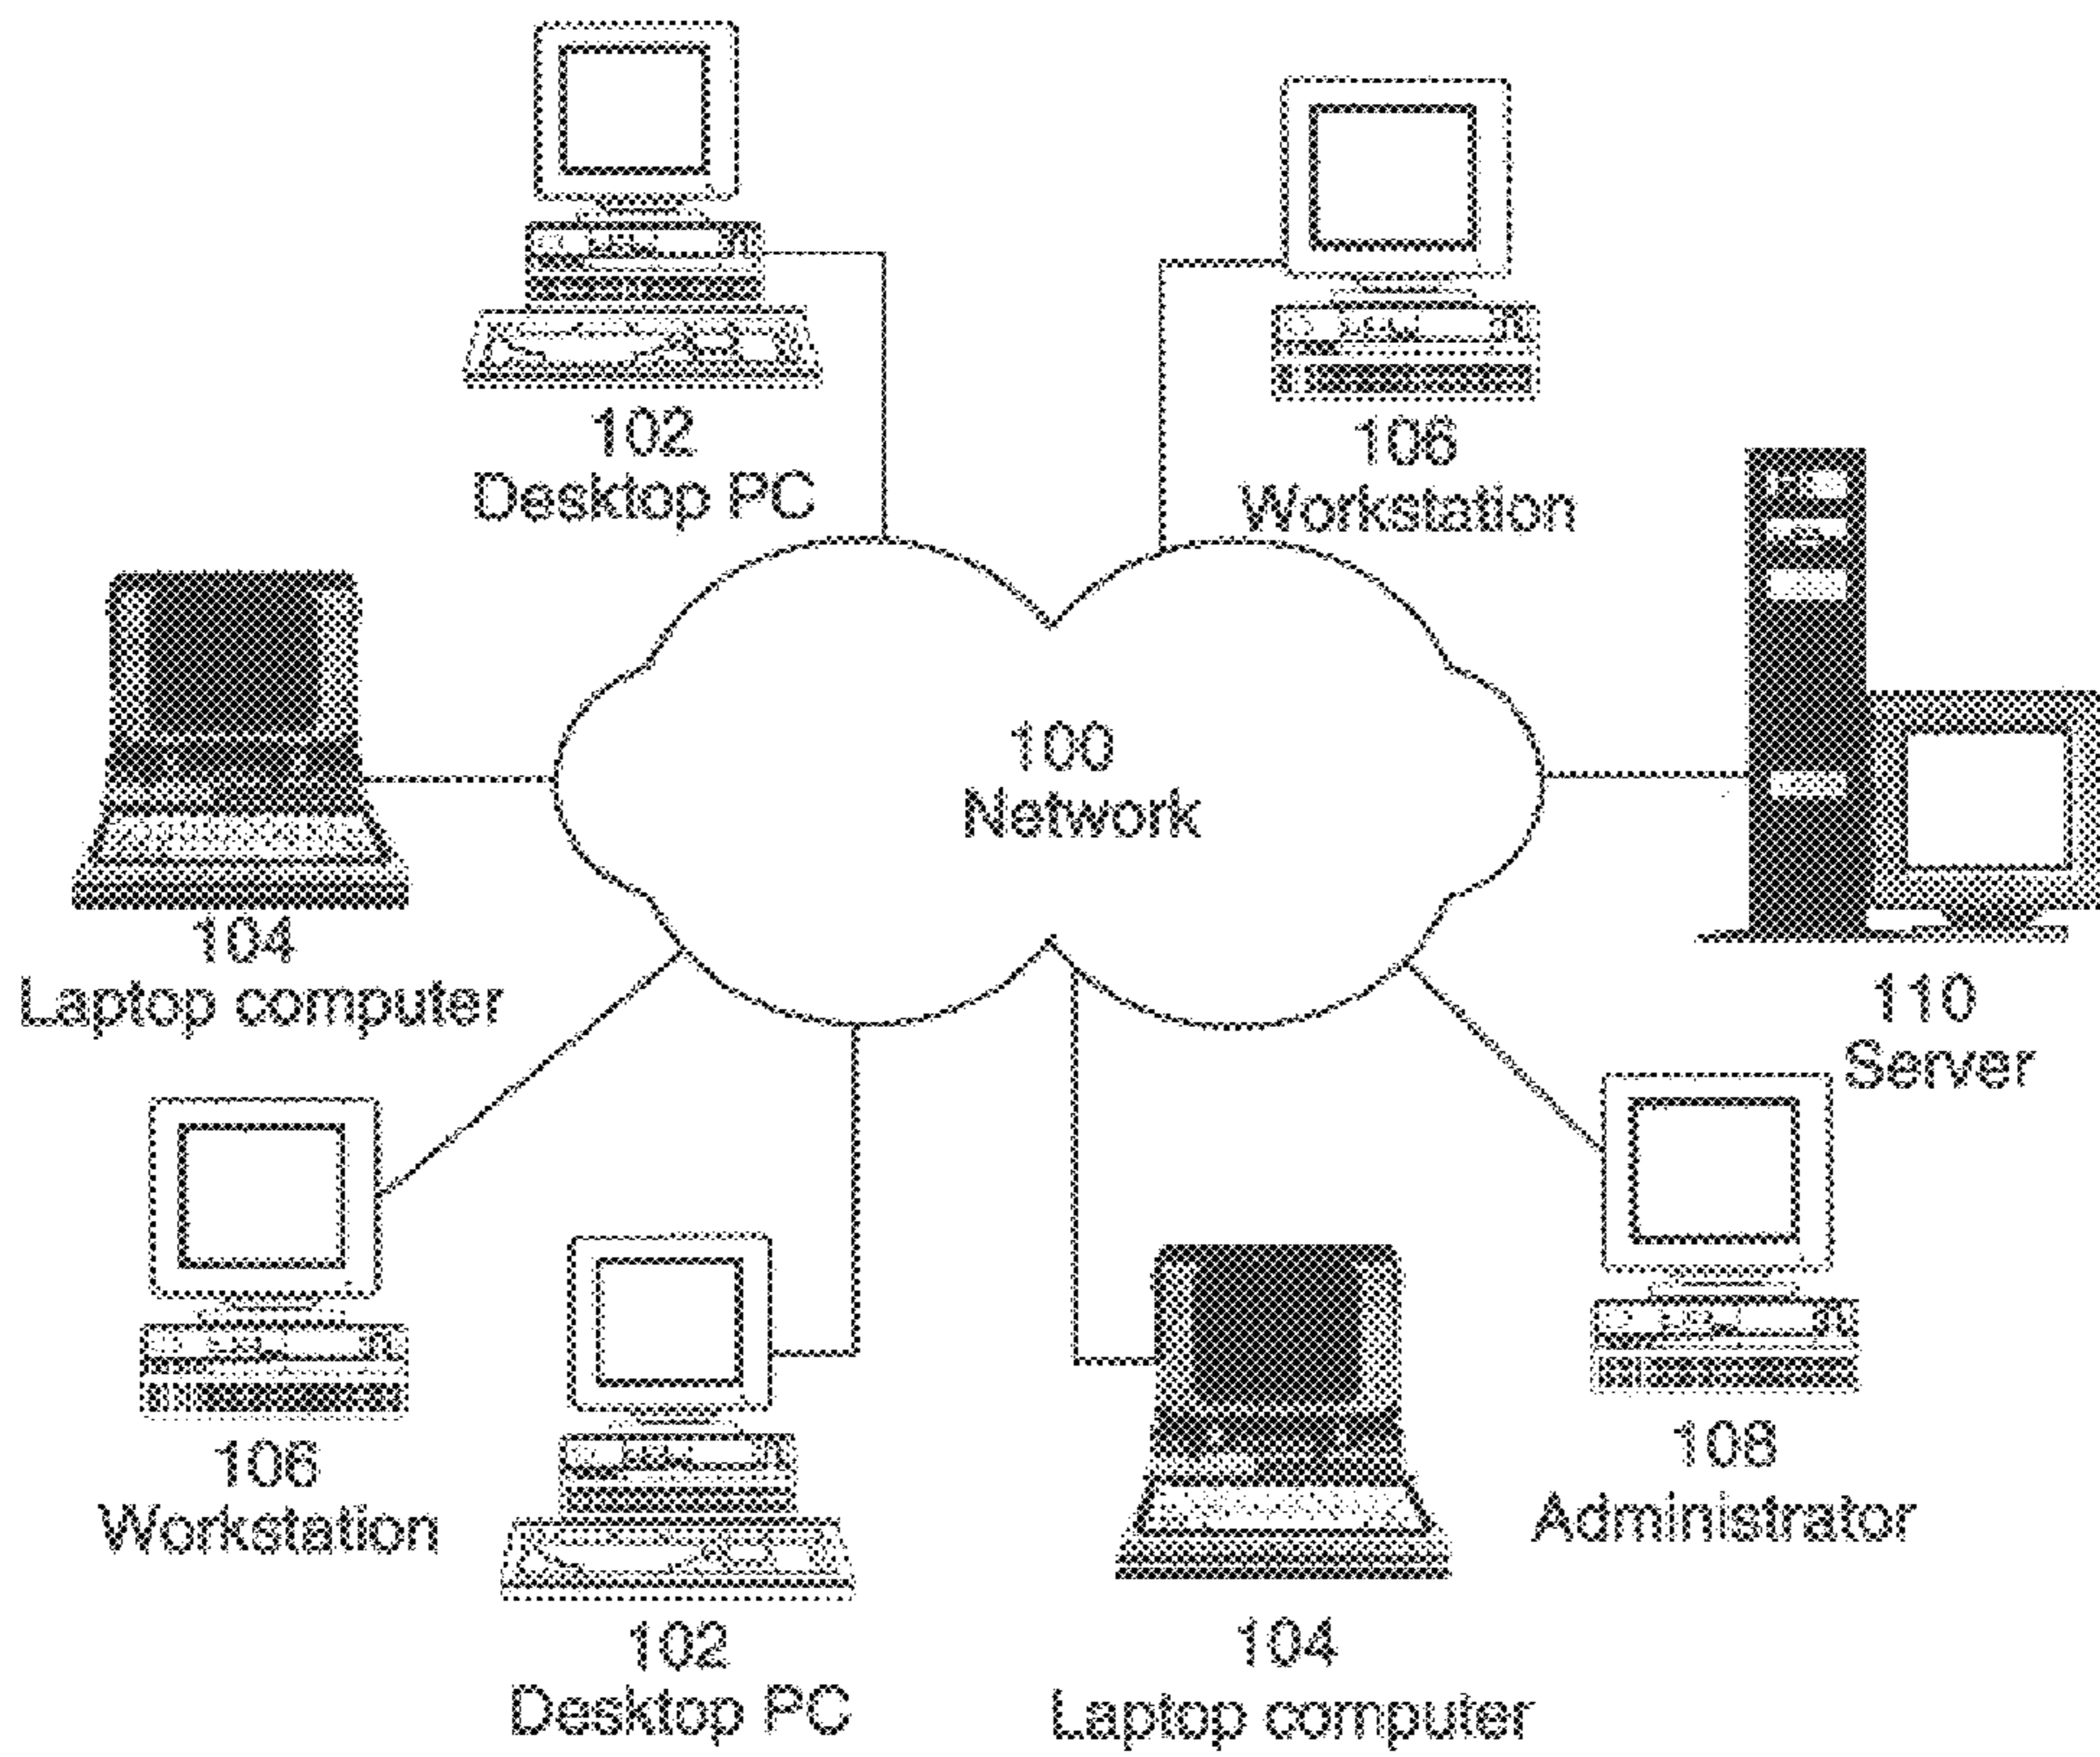 102
Desktop PC
106
Workstation
100
Network
104
Laptop computer
110
Server
106
Workstation
108
Administrator
102
Desktop PC
104
Laptop computer